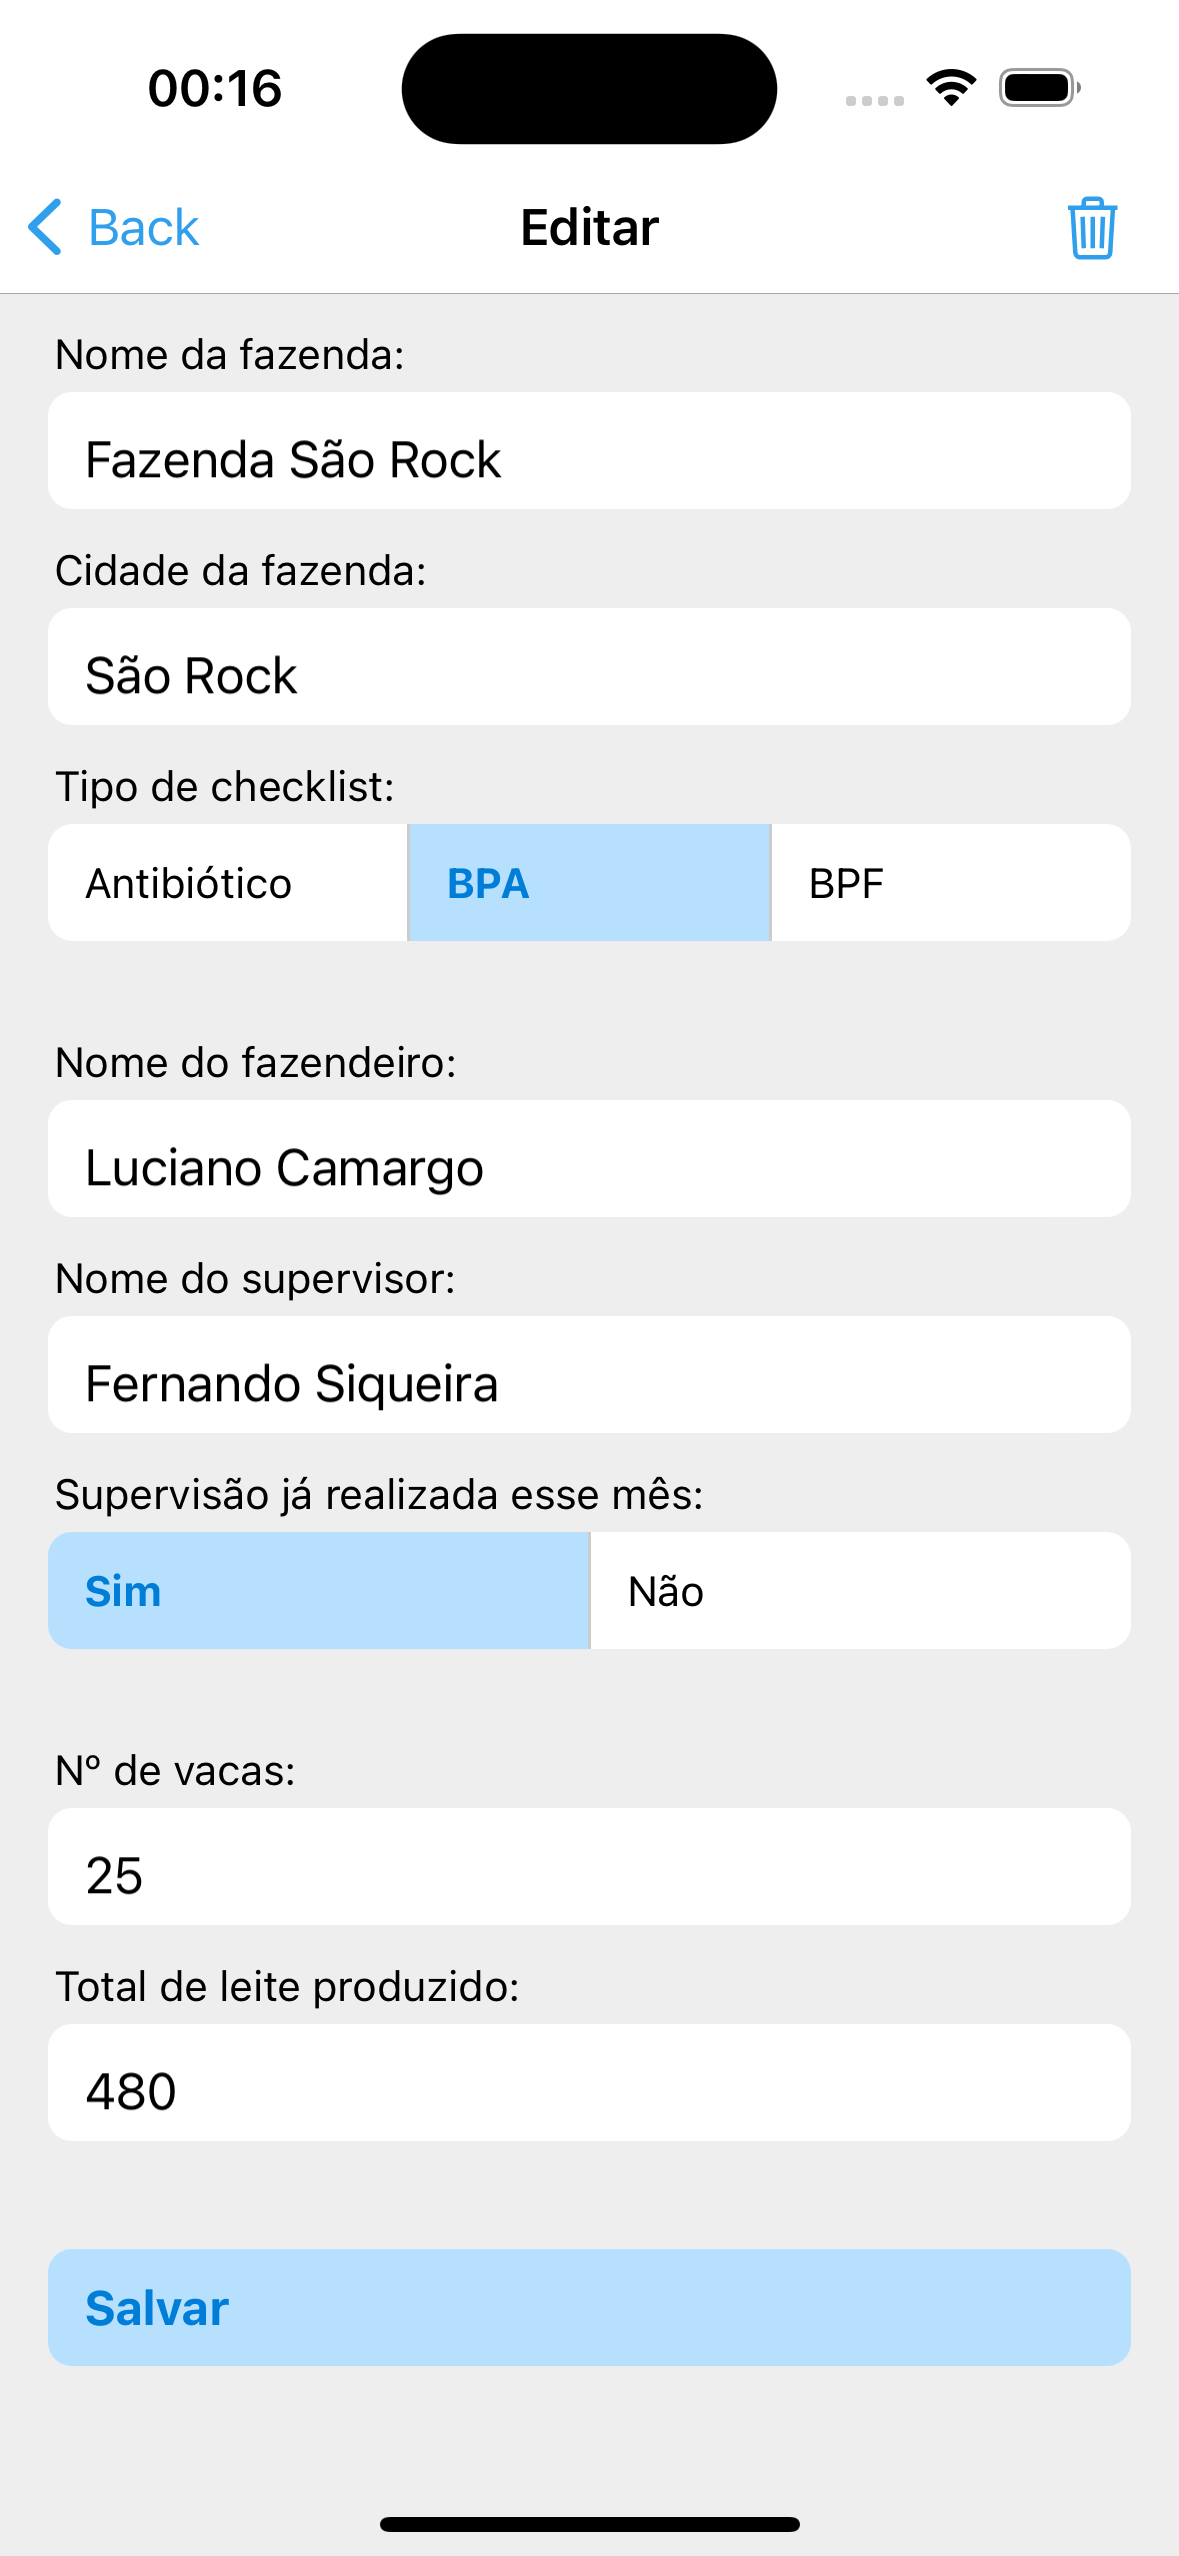 00:16
Back
Editar
Nome da fazenda:
Fazenda São Rock
Cidade da fazenda:
São Rock
Tipo de checklist:
Antibiótico BPA BPF
Nome do fazendeiro:
Luciano Camargo
Nome do supervisor:
Fernando Siqueira
Supervisão já realizada esse mês:
Sim Não
Nº de vacas:
25
Total de leite produzido:
480
Salvar